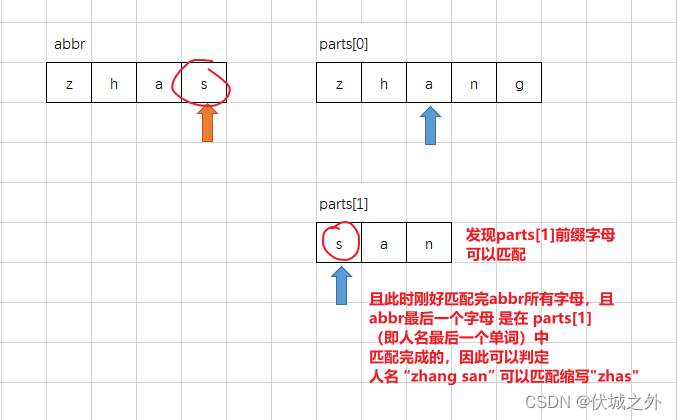 abbr
parts[0]
z h a s
z h a n g
parts[1]
s a n
发现parts[1]前缀字母
可以匹配
且此时刚好匹配完abbr所有字母，且
abbr最后一个字母 是在 parts[1]
（即人名最后一个单词）中
匹配完成的，因此可以判定
人名 “zhang san” 可以匹配缩写"zhas"
CSDN @伏城之外